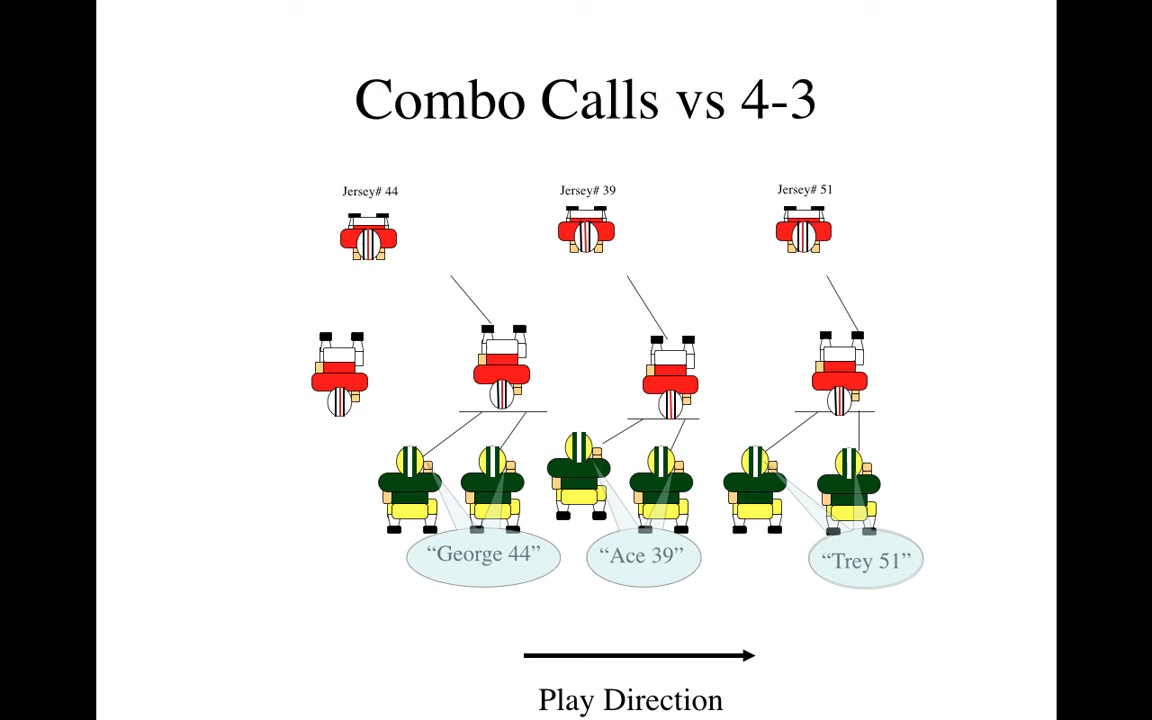 Combo Calls vs 4-3
Jersey# 44
Jersey# 39
Jersey# 51
“George 44”
“Ace 39”
“Trey 51”
Play Direction